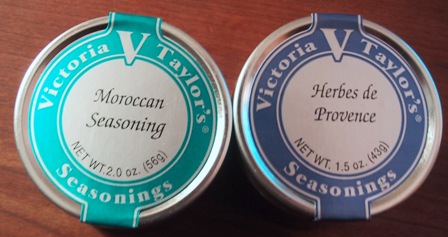 Victoria V Taylor's®
Moroccan
Seasoning
NET WT. 2.0 oz. (56g)
Seasonings
Victoria V Taylor's®
Herbes de
Provence
NET WT. 1.5 oz. (43g)
Seasonings